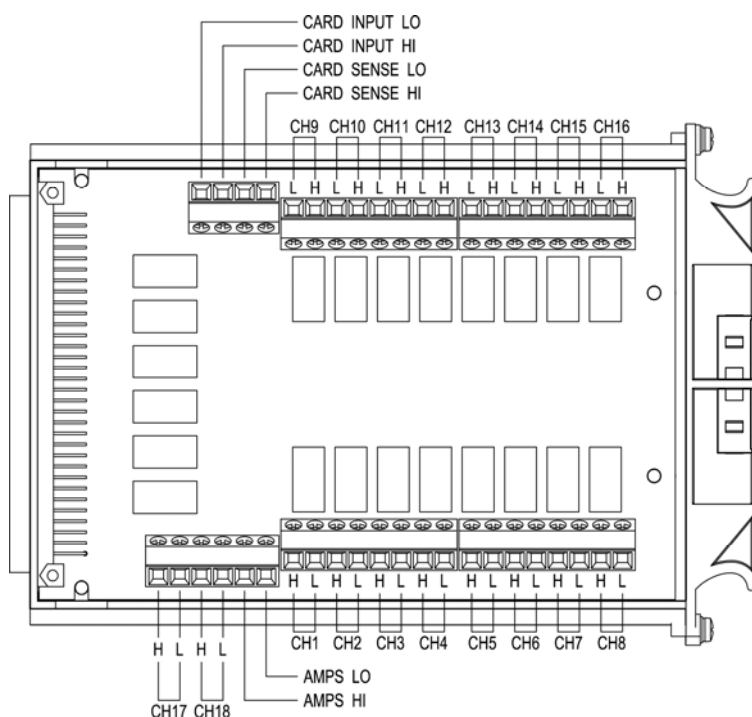 CARD INPUT LO
CARD INPUT HI
CARD SENSE LO
CARD SENSE HI
CH9 CH10 CH11 CH12 CH13 CH14 CH15 CH16
L H L H L H L H L H L H L H L H
H L H L H L H L H L H L H L H L
CH1 CH2 CH3 CH4 CH5 CH6 CH7 CH8
H L H L
AMPS LO
AMPS HI
CH17 CH18